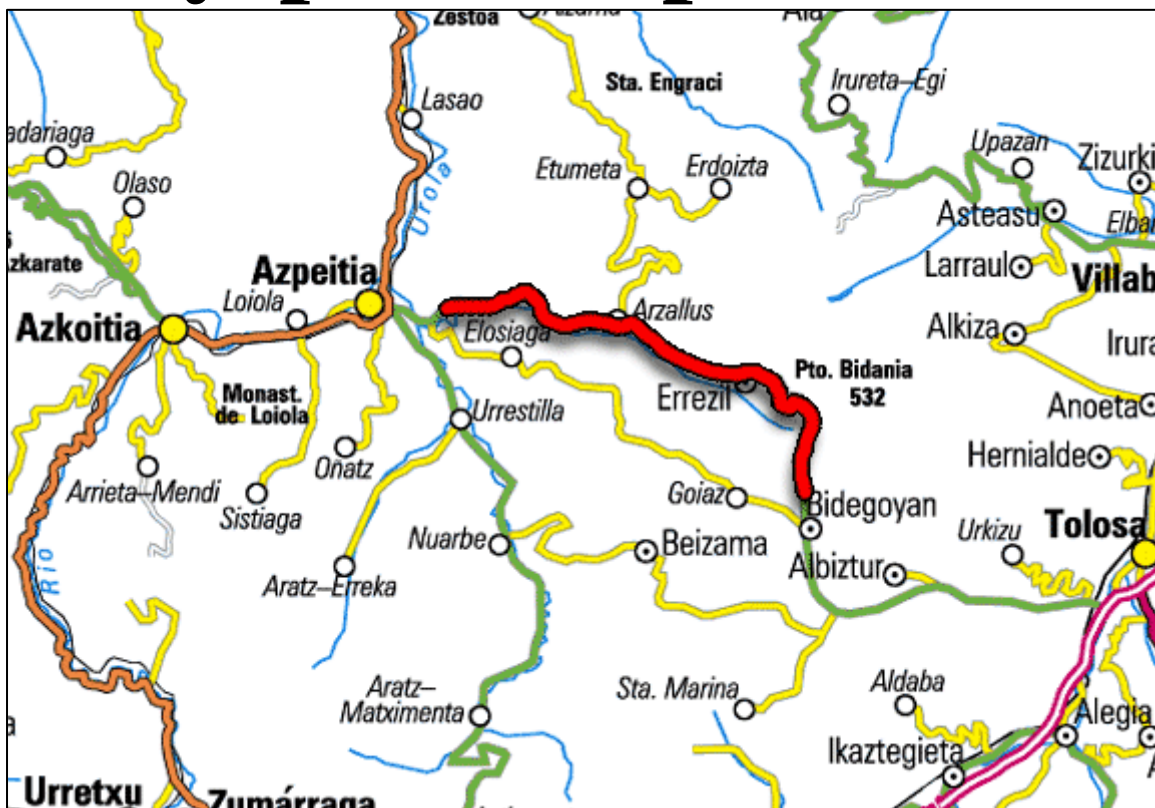 Zestoa
Lasao
Sta. Engraci
Irureta–Egi
adariaga
Olaso
Urola
Etumeta
Erdoizta
Upazan
Zizurki
Asteasu
Elbar
zkarate
Azpeitia
Larraul
Villab
Loiola
Azkoitia
Arzallus
Elosiaga
Alkiza
Irura
Pto. Bidania
532
Errezil
Monast.
de Loiola
Urrestilla
Anoeta
Oñatz
Hernialde
Arrieta–Mendi
Sistiaga
Goiaz
Bidegoyan
Urkizu
Tolosa
Nuarbe
Beizama
Albiztur
Río
Aratz–Erreka
Aratz–
Matximenta
Sta. Marina
Aldaba
Alegia
Ikaztegieta
Urretxu
Zumárraga